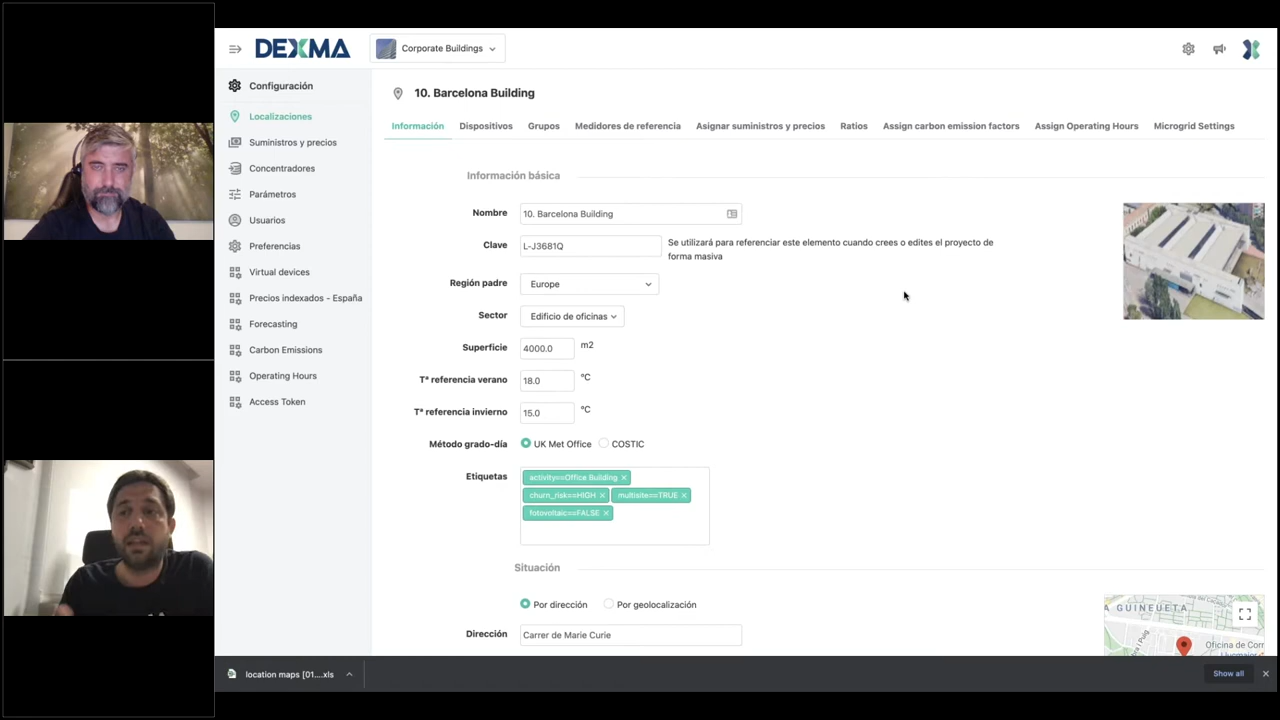 DEXMA
Corporate Buildings
Configuración
Localizaciones
Suministros y precios
Concentradores
Parámetros
Usuarios
Preferencias
Virtual devices
Precios indexados - España
Forecasting
Carbon Emissions
Operating Hours
Access Token
10. Barcelona Building
Información Dispositivos Grupos Medidores de referencia Asignar suministros y precios Ratios Assign carbon emission factors Assign Operating Hours Microgrid Settings
Información básica
Nombre 10. Barcelona Building
Clave L-J3681Q Se utilizará para referenciar este elemento cuando crees o edites el proyecto de
forma masiva
Región padre Europe
Sector Edificio de oficinas
Superficie 4000.0 m2
Tª referencia verano 18.0 °C
Tª referencia invierno 15.0 °C
Método grado-día UK Met Office COSTIC
Etiquetas activity==Office Building ×
churn_risk==HIGH × multisite==TRUE ×
fotovoltaic==FALSE ×
Situación
Por dirección Por geolocalización
Dirección Carrer de Marie Curie
A GUINEUETA
Oficina de Corr
Llucmajor
location maps [01....xls
Show all ×